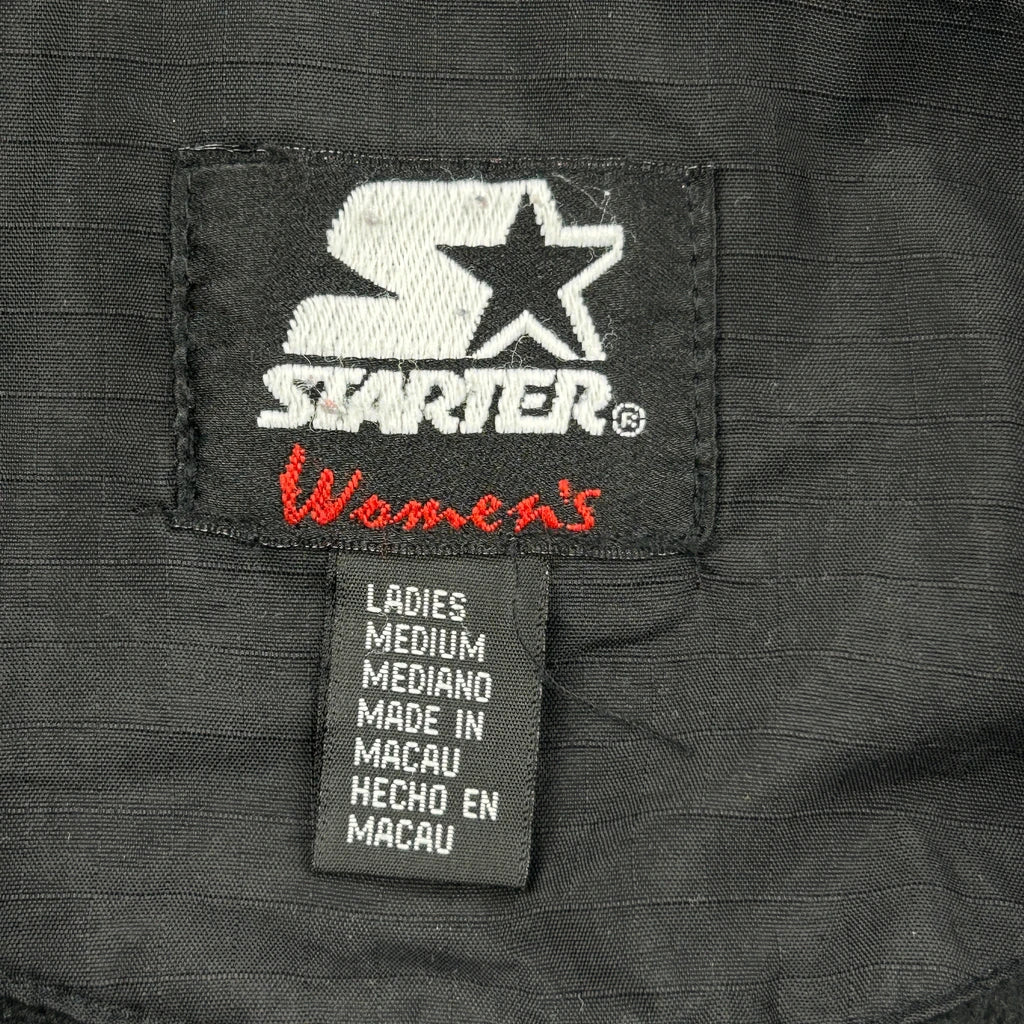 STARTER®
Women's
LADIES
MEDIUM
MEDIANO
MADE IN
MACAU
HECHO EN
MACAU